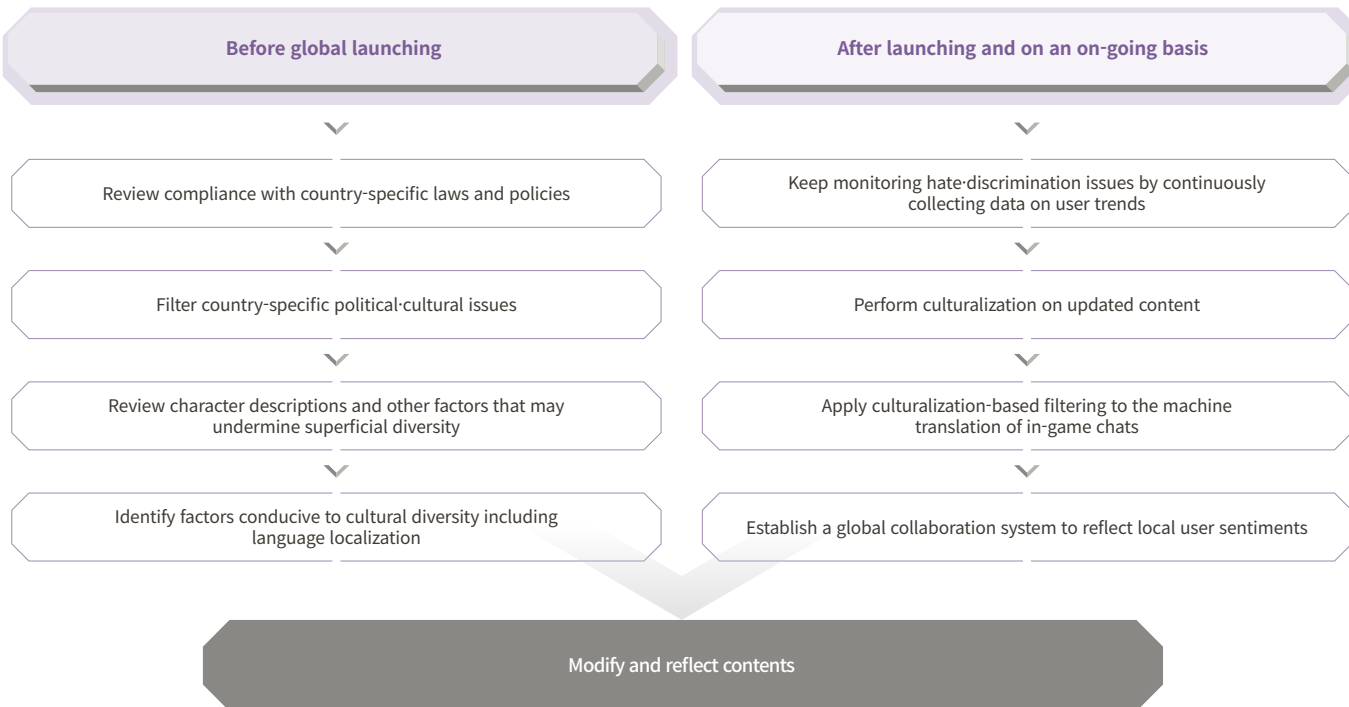 Before global launching
Review compliance with country-specific laws and policies
Filter country-specific political·cultural issues
Review character descriptions and other factors that may
undermine superficial diversity
Identify factors conducive to cultural diversity including
language localization
After launching and on an on-going basis
Keep monitoring hate·discrimination issues by continuously
collecting data on user trends
Perform culturalization on updated content
Apply culturalization-based filtering to the machine
translation of in-game chats
Establish a global collaboration system to reflect local user sentiments
Modify and reflect contents